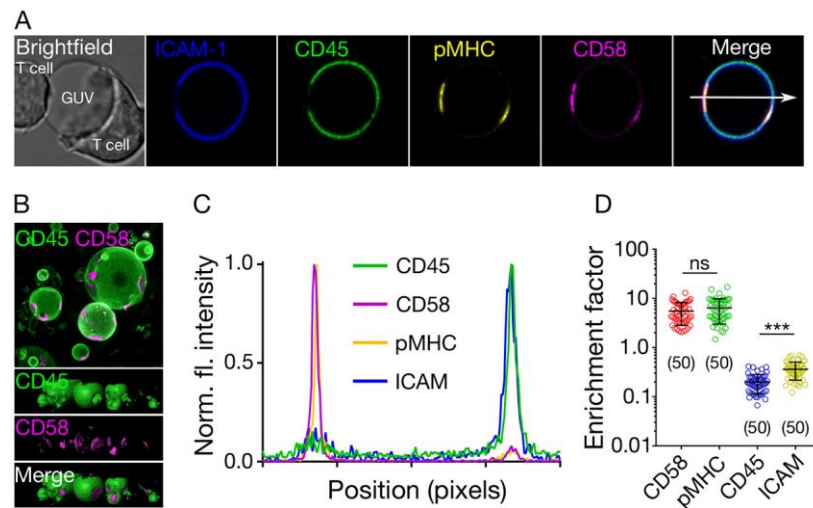 A
Brightfield
T cell
GUV
T cell
ICAM-1
CD45
pMHC
CD58
Merge
B
CD45 CD58
CD45
CD58
Merge
C
Norm. fl. intensity
1.0
0.5
0.0
CD45
CD58
pMHC
ICAM
Position (pixels)
D
Enrichment factor
100
10
1.0
0.1
0.01
ns
***
(50)
(50)
(50)
(50)
CD58
pMHC
CD45
ICAM